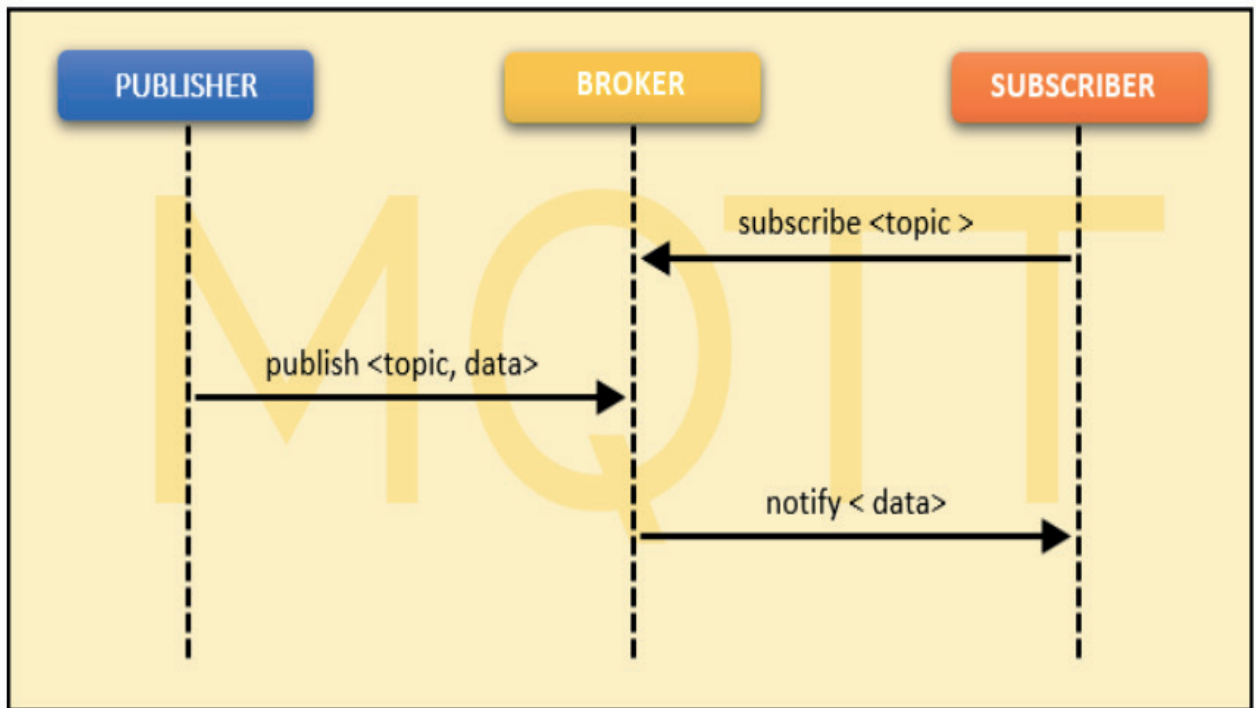 PUBLISHER
BROKER
SUBSCRIBER
MQTT
subscribe <topic >
publish <topic, data>
notify < data>